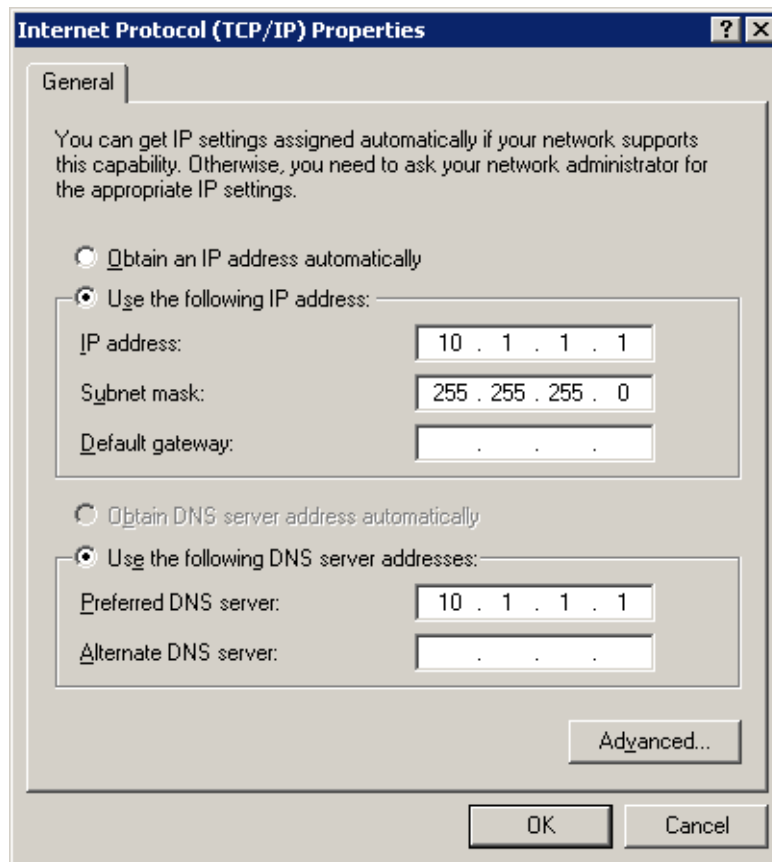 Internet Protocol (TCP/IP) Properties
General
You can get IP settings assigned automatically if your network supports
this capability. Otherwise, you need to ask your network administrator for
the appropriate IP settings.
Obtain an IP address automatically
Use the following IP address:
IP address: 10 . 1 . 1 . 1
Subnet mask: 255 . 255 . 255 . 0
Default gateway: . . .
Obtain DNS server address automatically
Use the following DNS server addresses:
Preferred DNS server: 10 . 1 . 1 . 1
Alternate DNS server: . . .
Advanced...
OK Cancel